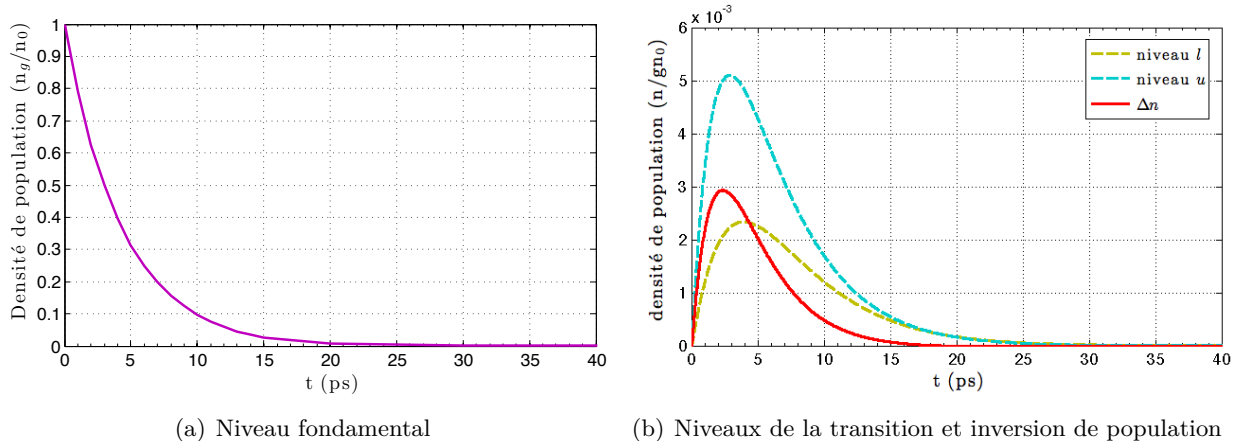 Densité de population (n_g/n_0)
1
0.9
0.8
0.7
0.6
0.5
0.4
0.3
0.2
0.1
0
0 5 10 15 20 25 30 35 40
t (ps)
(a) Niveau fondamental
densité de population (n/gn_0)
x 10^-3
6
5
4
3
2
1
0
0 5 10 15 20 25 30 35 40
t (ps)
niveau l
niveau u
Δn
(b) Niveaux de la transition et inversion de population